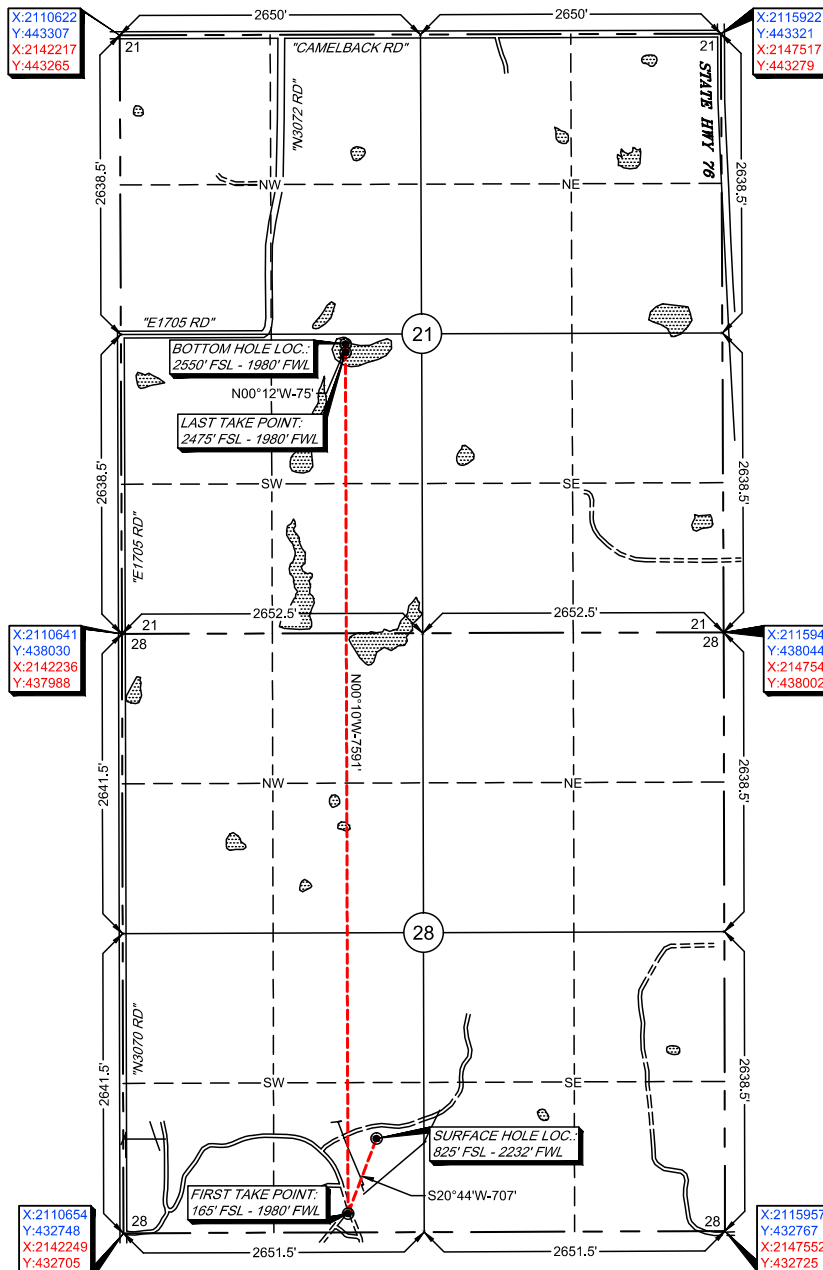 X:2110622
Y:443307
X:2142217
Y:443265
2650'
2650'
X:2115922
Y:443321
X:2147517
Y:443279
21
"CAMELBACK RD"
21
"N3072 RD"
STATE HWY 76
2638.5'
NW
NE
2638.5'
"E1705 RD"
21
BOTTOM HOLE LOC.:
2550' FSL - 1980' FWL
N00°12'W-75'
LAST TAKE POINT:
2475' FSL - 1980' FWL
2638.5'
SW
SE
2638.5'
"E1705 RD"
2652.5'
2652.5'
21
28
21
28
X:2110641
Y:438030
X:2142236
Y:437988
X:211594
Y:438044
X:214754
Y:438002
N00°10'W-7591'
2641.5'
NW
NE
2638.5'
28
"N3070 RD"
2641.5'
SW
SE
2638.5'
SURFACE HOLE LOC.:
825' FSL - 2232' FWL
FIRST TAKE POINT:
165' FSL - 1980' FWL
S20°44'W-707'
X:2110654
Y:432748
X:2142249
Y:432705
28
28
2651.5'
2651.5'
X:2115957
Y:432767
X:2147552
Y:432725